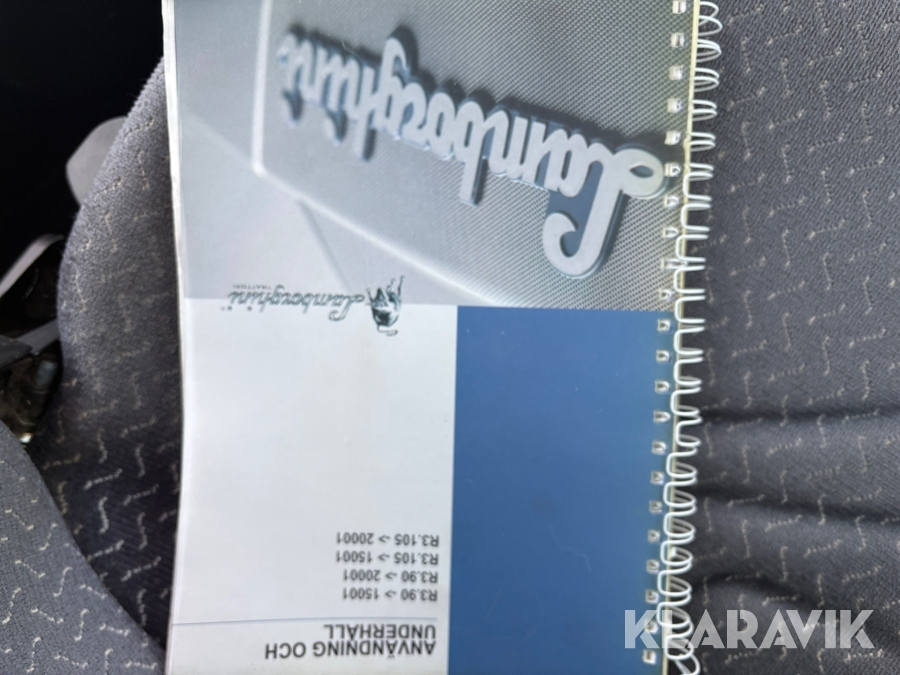 ANVÄNDNING OCH
UNDERHÅLL
R3.90 -> 15001
R3.90 -> 20001
R3.105 -> 15001
R3.105 -> 20001
Lamborghini
TRATTORI
Lamborghini
KLARAVIK